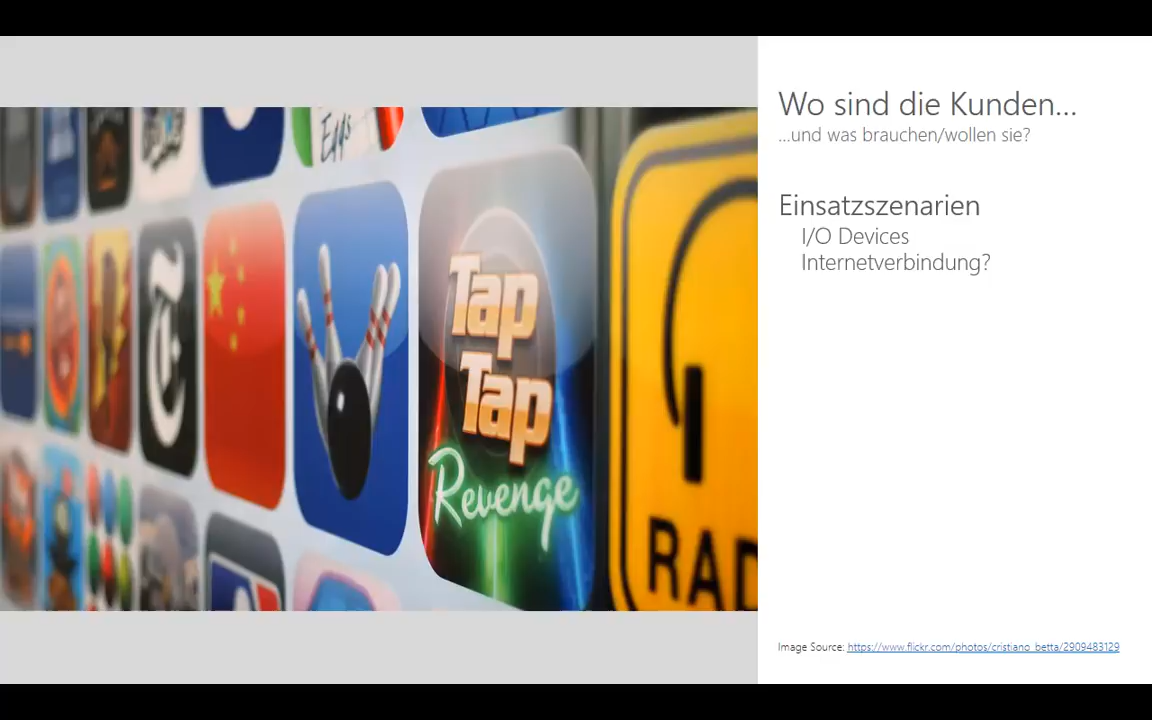 Wo sind die Kunden...
...und was brauchen/wollen sie?
Einsatzszenarien
I/O Devices
Internetverbindung?
Eggs
Tap
Tap
Revenge
RAD
Image Source: https://www.flickr.com/photos/cristiano_betta/2909483129